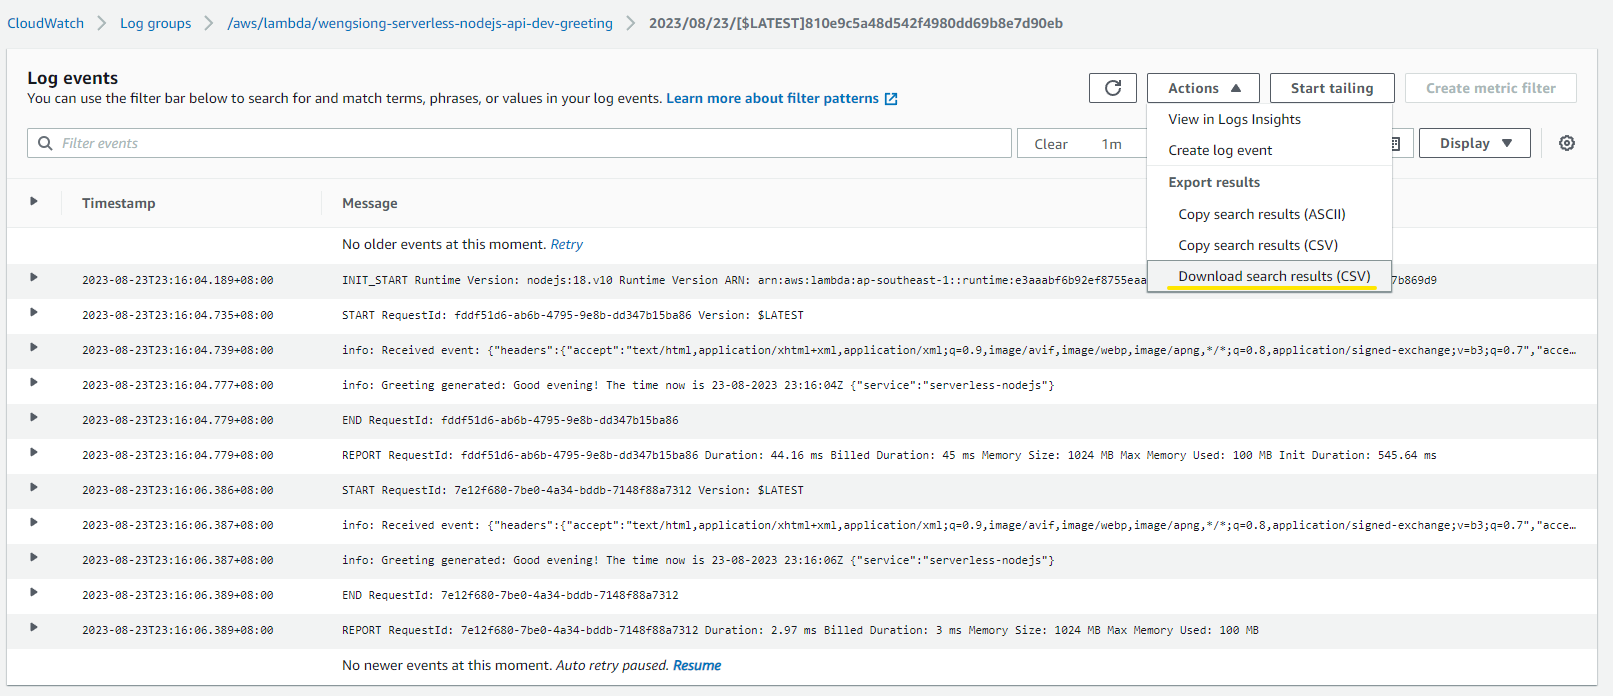 CloudWatch > Log groups > /aws/lambda/wengsiong-serverless-nodejs-api-dev-greeting > 2023/08/23/[$LATEST]810e9c5a48d542f4980dd69b8e7d90eb
Log events
You can use the filter bar below to search for and match terms, phrases, or values in your log events. Learn more about filter patterns
Actions
Start tailing
Create metric filter
View in Logs Insights
Create log event
Export results
Copy search results (ASCII)
Copy search results (CSV)
Download search results (CSV)
Filter events
Clear 1m
Display
Timestamp Message
No older events at this moment. Retry
2023-08-23T23:16:04.189+08:00 INIT_START Runtime Version: nodejs:18.v10 Runtime Version ARN: arn:aws:lambda:ap-southeast-1::runtime:e3aaabf6b92ef8755eaa 7b869d9
2023-08-23T23:16:04.735+08:00 START RequestId: fddf51d6-ab6b-4795-9e8b-dd347b15ba86 Version: $LATEST
2023-08-23T23:16:04.739+08:00 info: Received event: {"headers":{"accept":"text/html,application/xhtml+xml,application/xml;q=0.9,image/avif,image/webp,image/apng,*/*;q=0.8,application/signed-exchange;v=b3;q=0.7","acce…
2023-08-23T23:16:04.777+08:00 info: Greeting generated: Good evening! The time now is 23-08-2023 23:16:04Z {"service":"serverless-nodejs"}
2023-08-23T23:16:04.779+08:00 END RequestId: fddf51d6-ab6b-4795-9e8b-dd347b15ba86
2023-08-23T23:16:04.779+08:00 REPORT RequestId: fddf51d6-ab6b-4795-9e8b-dd347b15ba86 Duration: 44.16 ms Billed Duration: 45 ms Memory Size: 1024 MB Max Memory Used: 100 MB Init Duration: 545.64 ms
2023-08-23T23:16:06.386+08:00 START RequestId: 7e12f680-7be0-4a34-bddb-7148f88a7312 Version: $LATEST
2023-08-23T23:16:06.387+08:00 info: Received event: {"headers":{"accept":"text/html,application/xhtml+xml,application/xml;q=0.9,image/avif,image/webp,image/apng,*/*;q=0.8,application/signed-exchange;v=b3;q=0.7","acce…
2023-08-23T23:16:06.387+08:00 info: Greeting generated: Good evening! The time now is 23-08-2023 23:16:06Z {"service":"serverless-nodejs"}
2023-08-23T23:16:06.389+08:00 END RequestId: 7e12f680-7be0-4a34-bddb-7148f88a7312
2023-08-23T23:16:06.389+08:00 REPORT RequestId: 7e12f680-7be0-4a34-bddb-7148f88a7312 Duration: 2.97 ms Billed Duration: 3 ms Memory Size: 1024 MB Max Memory Used: 100 MB
No newer events at this moment. Auto retry paused. Resume